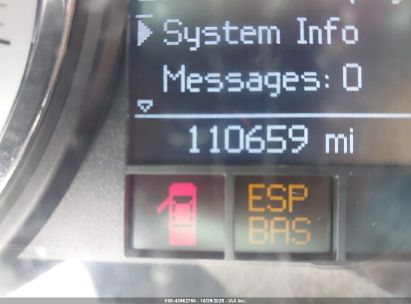 System Info
Messages: 0
110659 mi
ESP
BAS